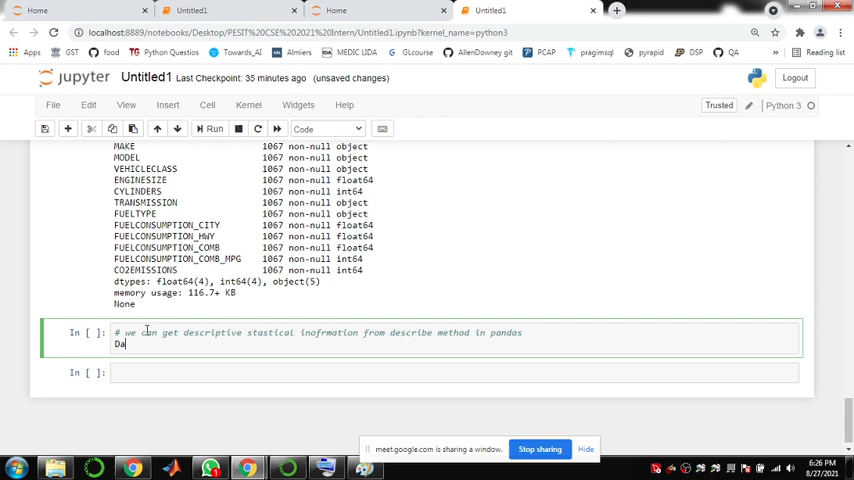 Home
Untitled1
Home
Untitled1
localhost:8889/notebooks/Desktop/PESIT%20CSE%202021%20Intern/Untitled1.ipynb?kernel_name=python3
Apps GST food TQ Python Questions Towards_AI Almiers MEDIC LIDA GLcourse AllenDowney git PCAP pragimsql pyrapid DSP QA » Reading list
jupyter Untitled1 Last Checkpoint: 35 minutes ago (unsaved changes) Logout
File Edit View Insert Cell Kernel Widgets Help Trusted Python 3
Run Code
MAKE 1067 non-null object
MODEL 1067 non-null object
VEHICLECLASS 1067 non-null object
ENGINESIZE 1067 non-null float64
CYLINDERS 1067 non-null int64
TRANSMISSION 1067 non-null object
FUELTYPE 1067 non-null object
FUELCONSUMPTION_CITY 1067 non-null float64
FUELCONSUMPTION_HWY 1067 non-null float64
FUELCONSUMPTION_COMB 1067 non-null float64
FUELCONSUMPTION_COMB_MPG 1067 non-null int64
CO2EMISSIONS 1067 non-null int64
dtypes: float64(4), int64(4), object(5)
memory usage: 116.7+ KB
None
In [ ]: # we can get descriptive stastical inofrmation from describe method in pandas
Da
In [ ]:
meet.google.com is sharing a window. Stop sharing Hide
6:26 PM
8/27/2021